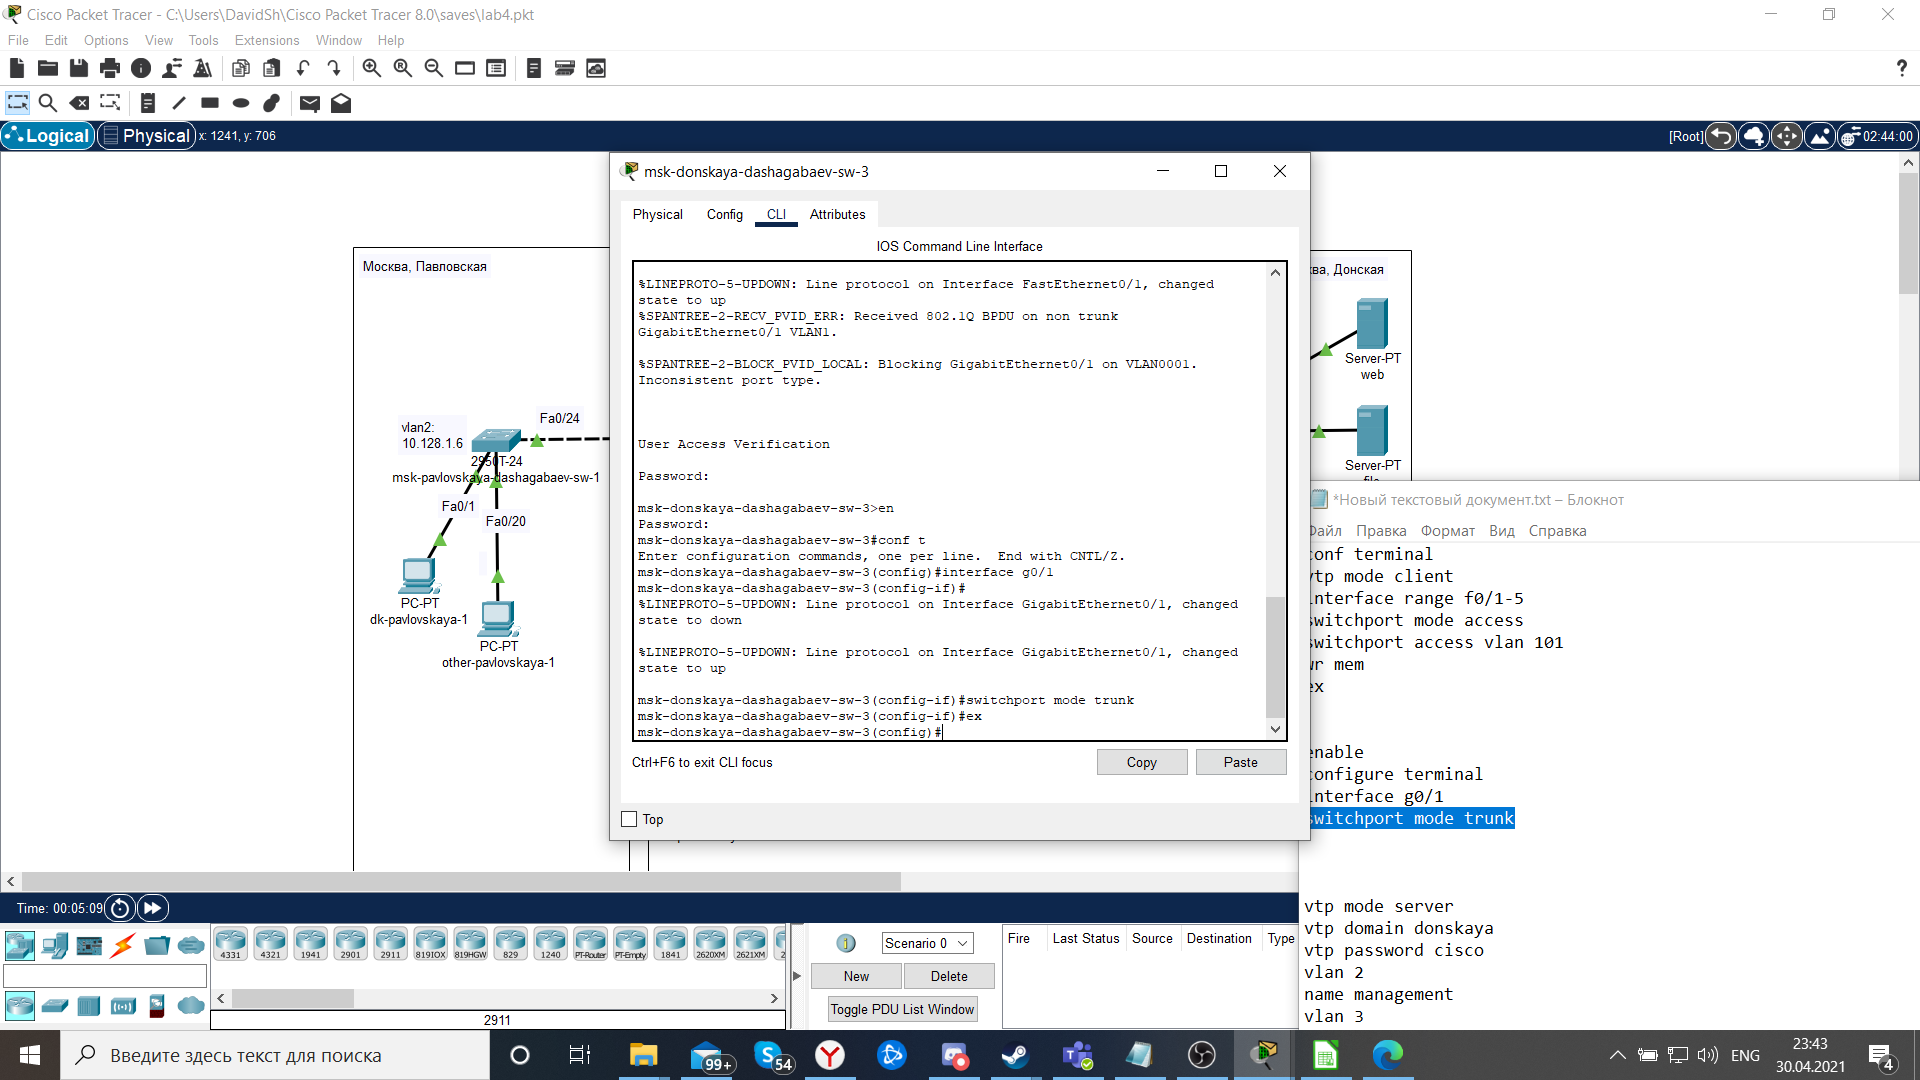 Cisco Packet Tracer - C:\Users\DavidSh\Cisco Packet Tracer 8.0\saves\lab4.pkt
File Edit Options View Tools Extensions Window Help
?
Logical Physical x: 1241, y: 706 [Root] 02:44:00
msk-donskaya-dashagabaev-sw-3
Physical Config CLI Attributes
IOS Command Line Interface
%LINEPROTO-5-UPDOWN: Line protocol on Interface FastEthernet0/1, changed
state to up
%SPANTREE-2-RECV_PVID_ERR: Received 802.1Q BPDU on non trunk
GigabitEthernet0/1 VLAN1.
%SPANTREE-2-BLOCK_PVID_LOCAL: Blocking GigabitEthernet0/1 on VLAN0001.
Inconsistent port type.
User Access Verification
Password:
msk-donskaya-dashagabaev-sw-3>en
Password:
msk-donskaya-dashagabaev-sw-3#conf t
Enter configuration commands, one per line. End with CNTL/Z.
msk-donskaya-dashagabaev-sw-3(config)#interface g0/1
msk-donskaya-dashagabaev-sw-3(config-if)#
%LINEPROTO-5-UPDOWN: Line protocol on Interface GigabitEthernet0/1, changed
state to down
%LINEPROTO-5-UPDOWN: Line protocol on Interface GigabitEthernet0/1, changed
state to up
msk-donskaya-dashagabaev-sw-3(config-if)#switchport mode trunk
msk-donskaya-dashagabaev-sw-3(config-if)#ex
msk-donskaya-dashagabaev-sw-3(config)#
Ctrl+F6 to exit CLI focus
Copy Paste
Top
Москва, Павловская
vlan2:
10.128.1.6
Fa0/24
2950T-24
msk-pavlovskaya-dashagabaev-sw-1
Fa0/1
Fa0/20
PC-PT
dk-pavlovskaya-1
PC-PT
other-pavlovskaya-1
ва, Донская
Server-PT
web
Server-PT
*Новый текстовый документ.txt – Блокнот
Файл Правка Формат Вид Справка
conf terminal
vtp mode client
interface range f0/1-5
switchport mode access
switchport access vlan 101
wr mem
ex
enable
configure terminal
interface g0/1
switchport mode trunk
vtp mode server
vtp domain donskaya
vtp password cisco
vlan 2
name management
vlan 3
Time: 00:05:09
4331 4321 1941 2901 2911 819IOX 819HGW 829 1240 PT-Router PT-Empty 1841 2620XM 2621XM 2
2911
Scenario 0
New Delete
Toggle PDU List Window
Fire Last Status Source Destination Type
Введите здесь текст для поиска
99+
54
ENG
23:43
30.04.2021
4